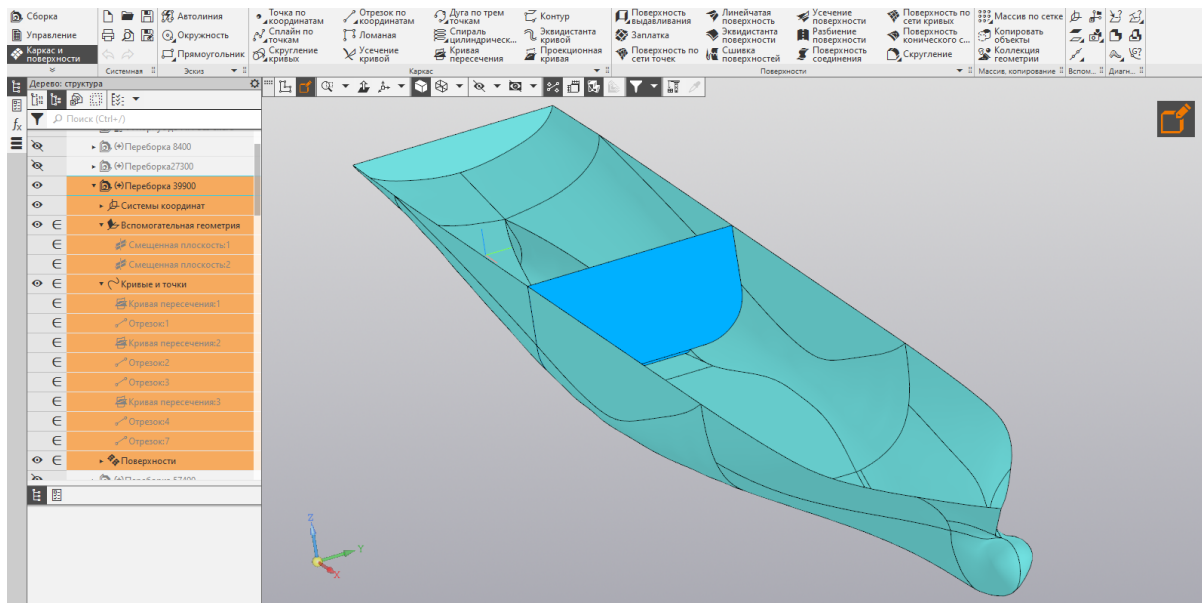 Сборка
Управление
Каркас и
поверхности
Системная
Автолиния
Окружность
Прямоугольник
Эскиз
Точка по
координатам
Сплайн по
точкам
Скругление
кривых
Отрезок по
координатам
Ломаная
Усечение
кривой
Дуга по трем
точкам
Спираль
цилиндрическ...
Кривая
пересечения
Контур
Эквидистанта
кривой
Проекционная
кривая
Каркас
Поверхность
выдавливания
Заплатка
Поверхность по
сети точек
Линейчатая
поверхность
Эквидистанта
поверхности
Сшивка
поверхностей
Усечение
поверхности
Разбиение
поверхности
Поверхность
соединения
Поверхность по
сети кривых
Поверхность
конического с...
Скругление
Поверхности
Массив по сетке
Копировать
объекты
Коллекция
геометрии
Массив, копирование
Вспом...
Диагн...
Дерево: структура
Поиск (Ctrl+/)
(+)Переборка 8400
(+)Переборка27300
(+)Переборка 39900
Системы координат
Вспомогательная геометрия
Смещенная плоскость:1
Смещенная плоскость:2
Кривые и точки
Кривая пересечения:1
Отрезок:1
Кривая пересечения:2
Отрезок:2
Отрезок:3
Кривая пересечения:3
Отрезок:4
Отрезок:7
Поверхности
(+)Переборка 57400
Z
Y
X